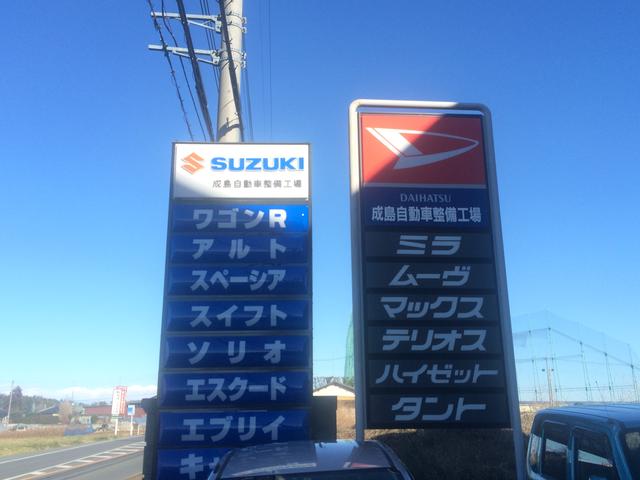 SUZUKI
成島自動車整備工場
ワゴンR
アルト
スペーシア
スイフト
ソリオ
エスクード
エブリイ
DAIHATSU
成島自動車整備工場
ミラ
ムーヴ
マックス
テリオス
ハイゼット
タント